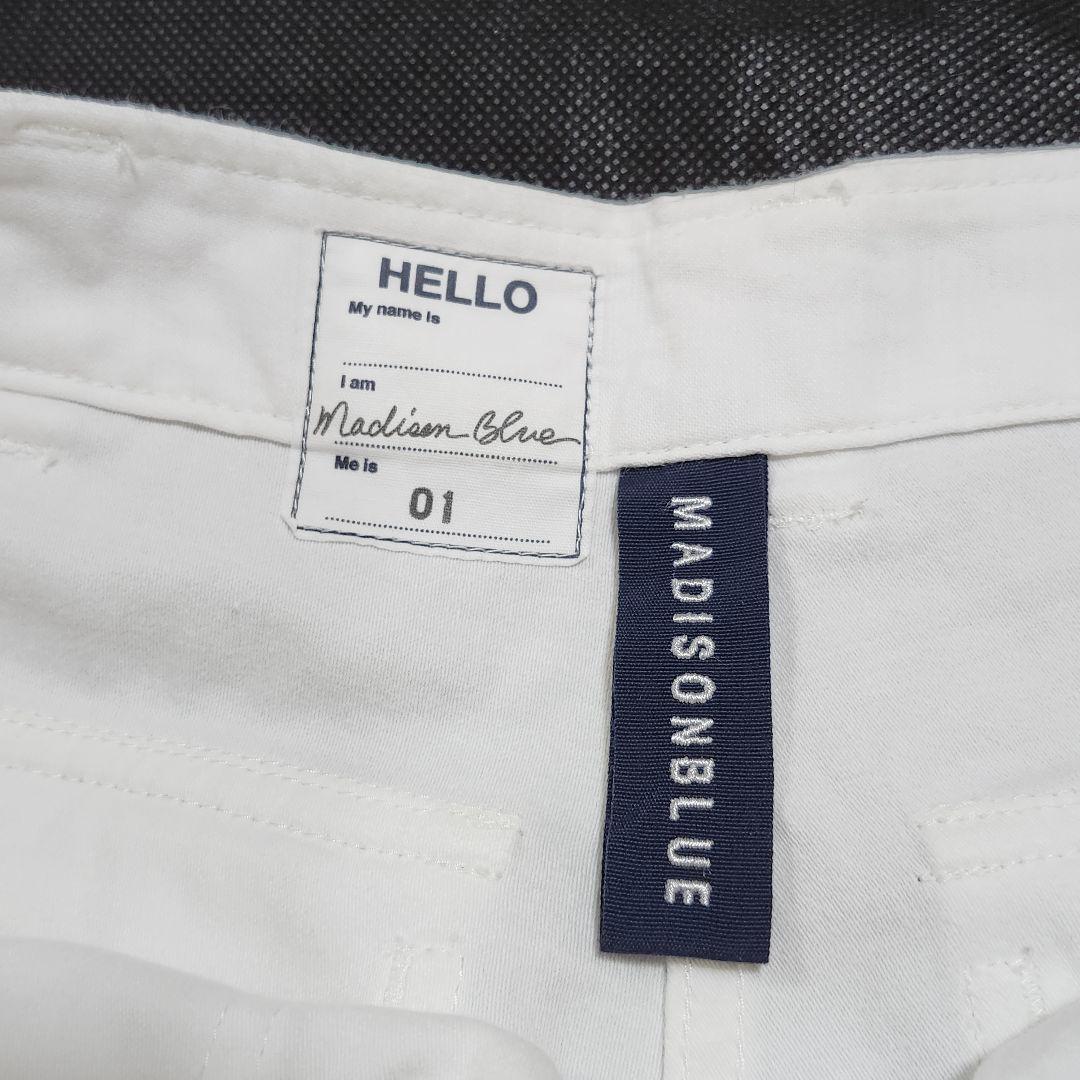 HELLO
My name is
I am
Madison Blue
Me is
01
MADISONBLUE